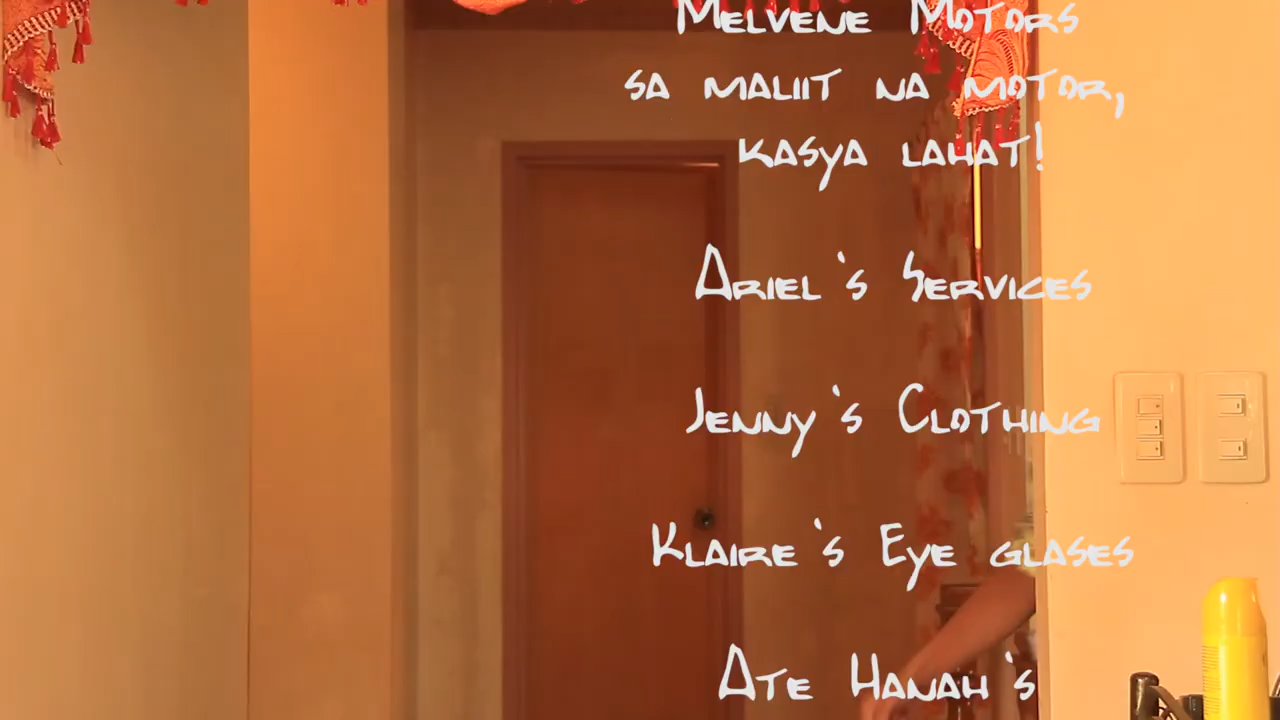 Melvene Motors
sa maliit na motor,
kasya lahat!
Ariel's Services
Jenny's Clothing
Klaire's Eye glases
Ate Hanah's